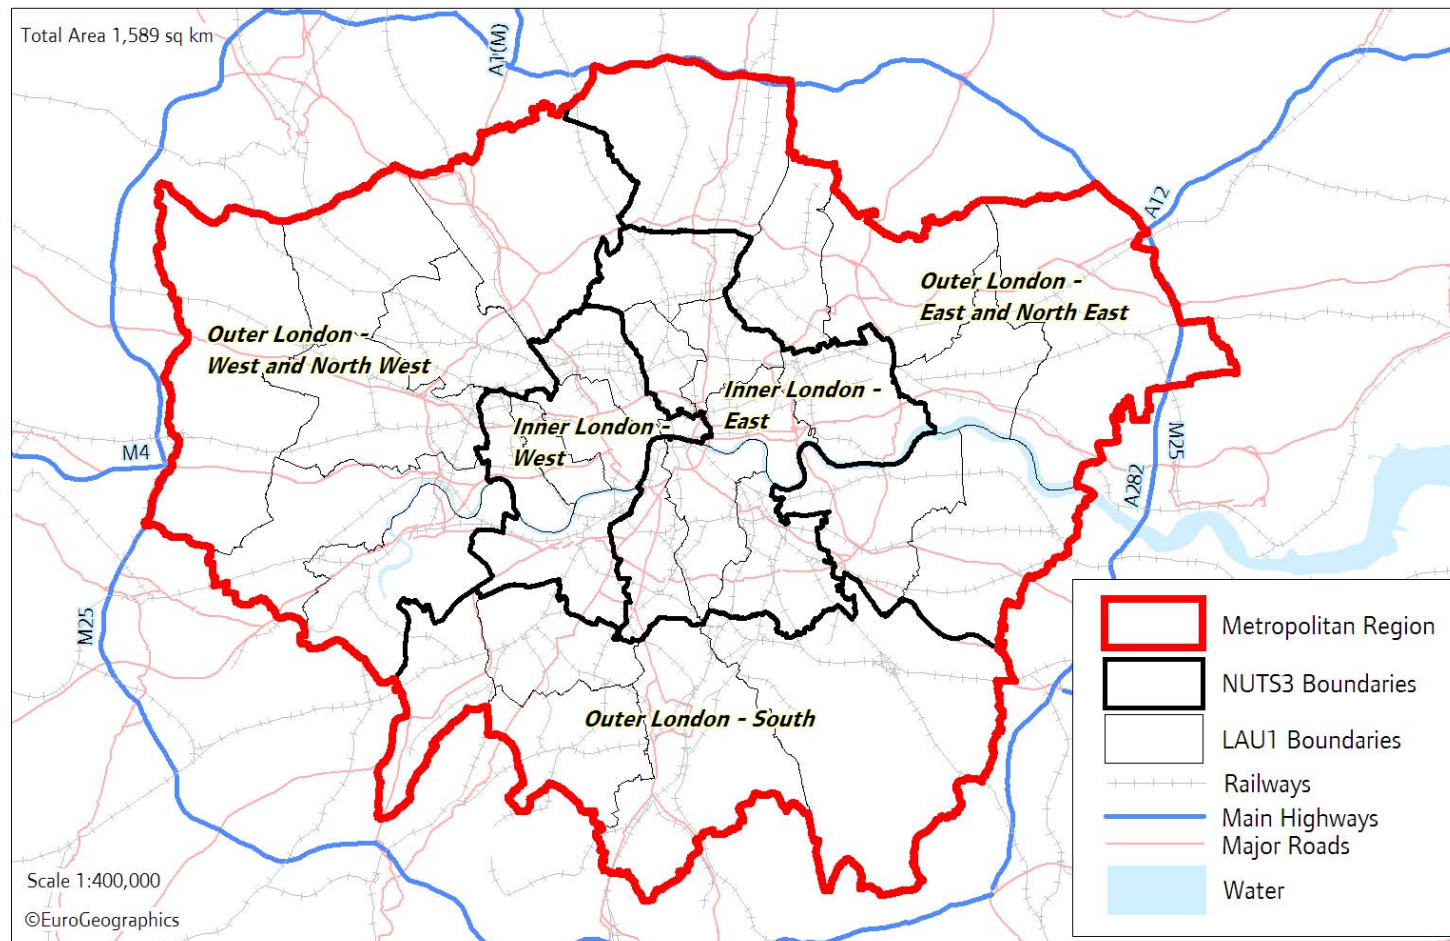 Total Area 1,589 sq km
A1(M)
A12
Outer London -
East and North East
Outer London -
West and North West
Inner London -
East
Inner London -
West
M4
M25
A282
M25
Outer London - South
Metropolitan Region
NUTS3 Boundaries
LAU1 Boundaries
Railways
Main Highways
Major Roads
Water
Scale 1:400,000
©EuroGeographics